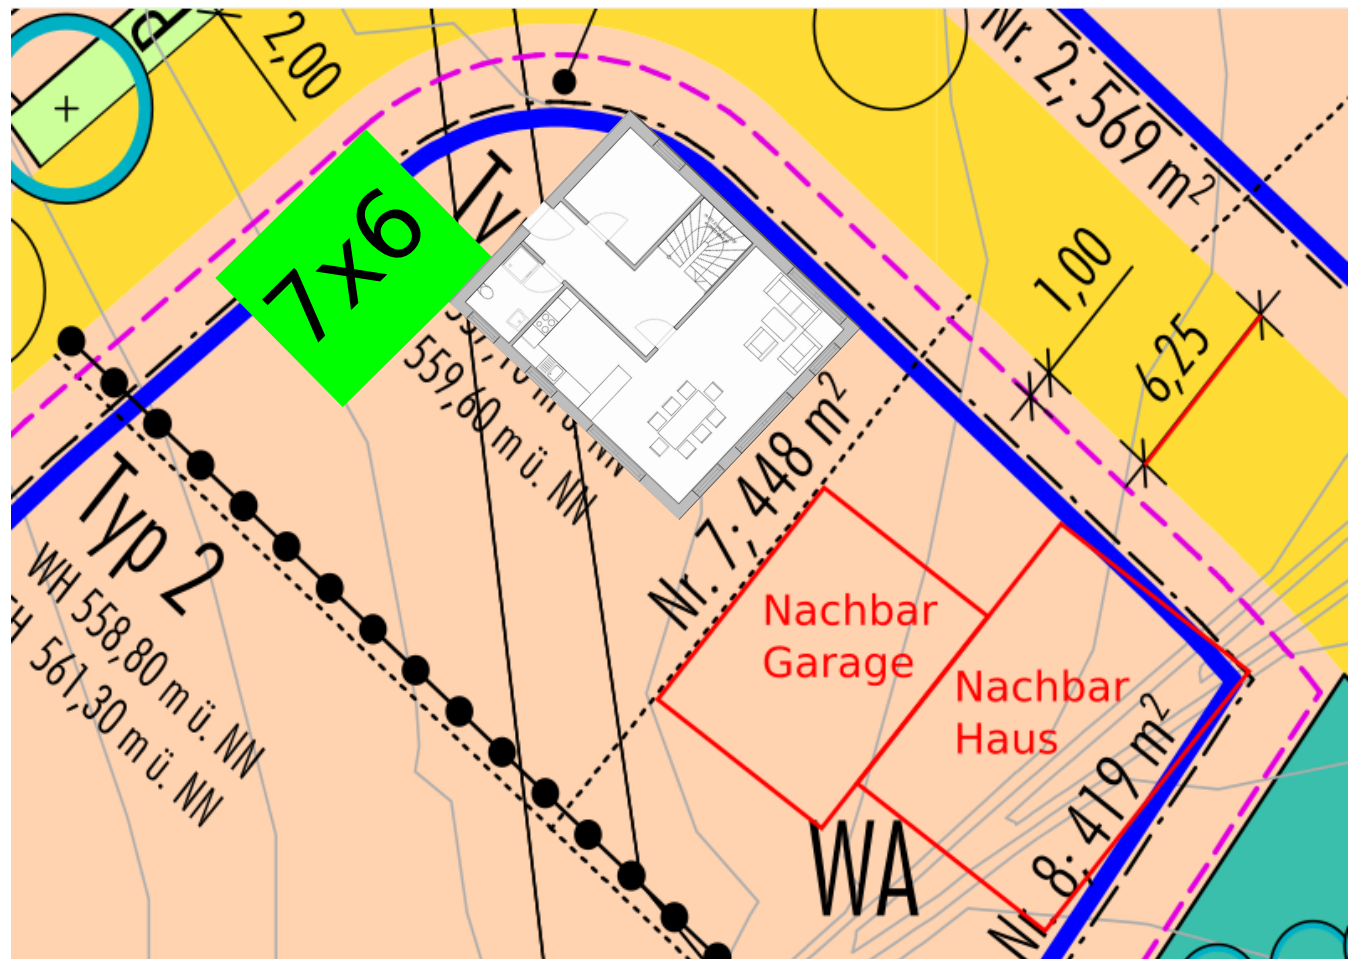 2,00
Nr. 2; 569 m²
7x6
Ty
1,00
6,25
559,60 m ü. NN
Nr. 7; 448 m²
Typ 2
WH 558,80 m ü. NN
H 561,30 m ü. NN
Nachbar
Garage
Nachbar
Haus
WA
Nr. 8; 419 m²